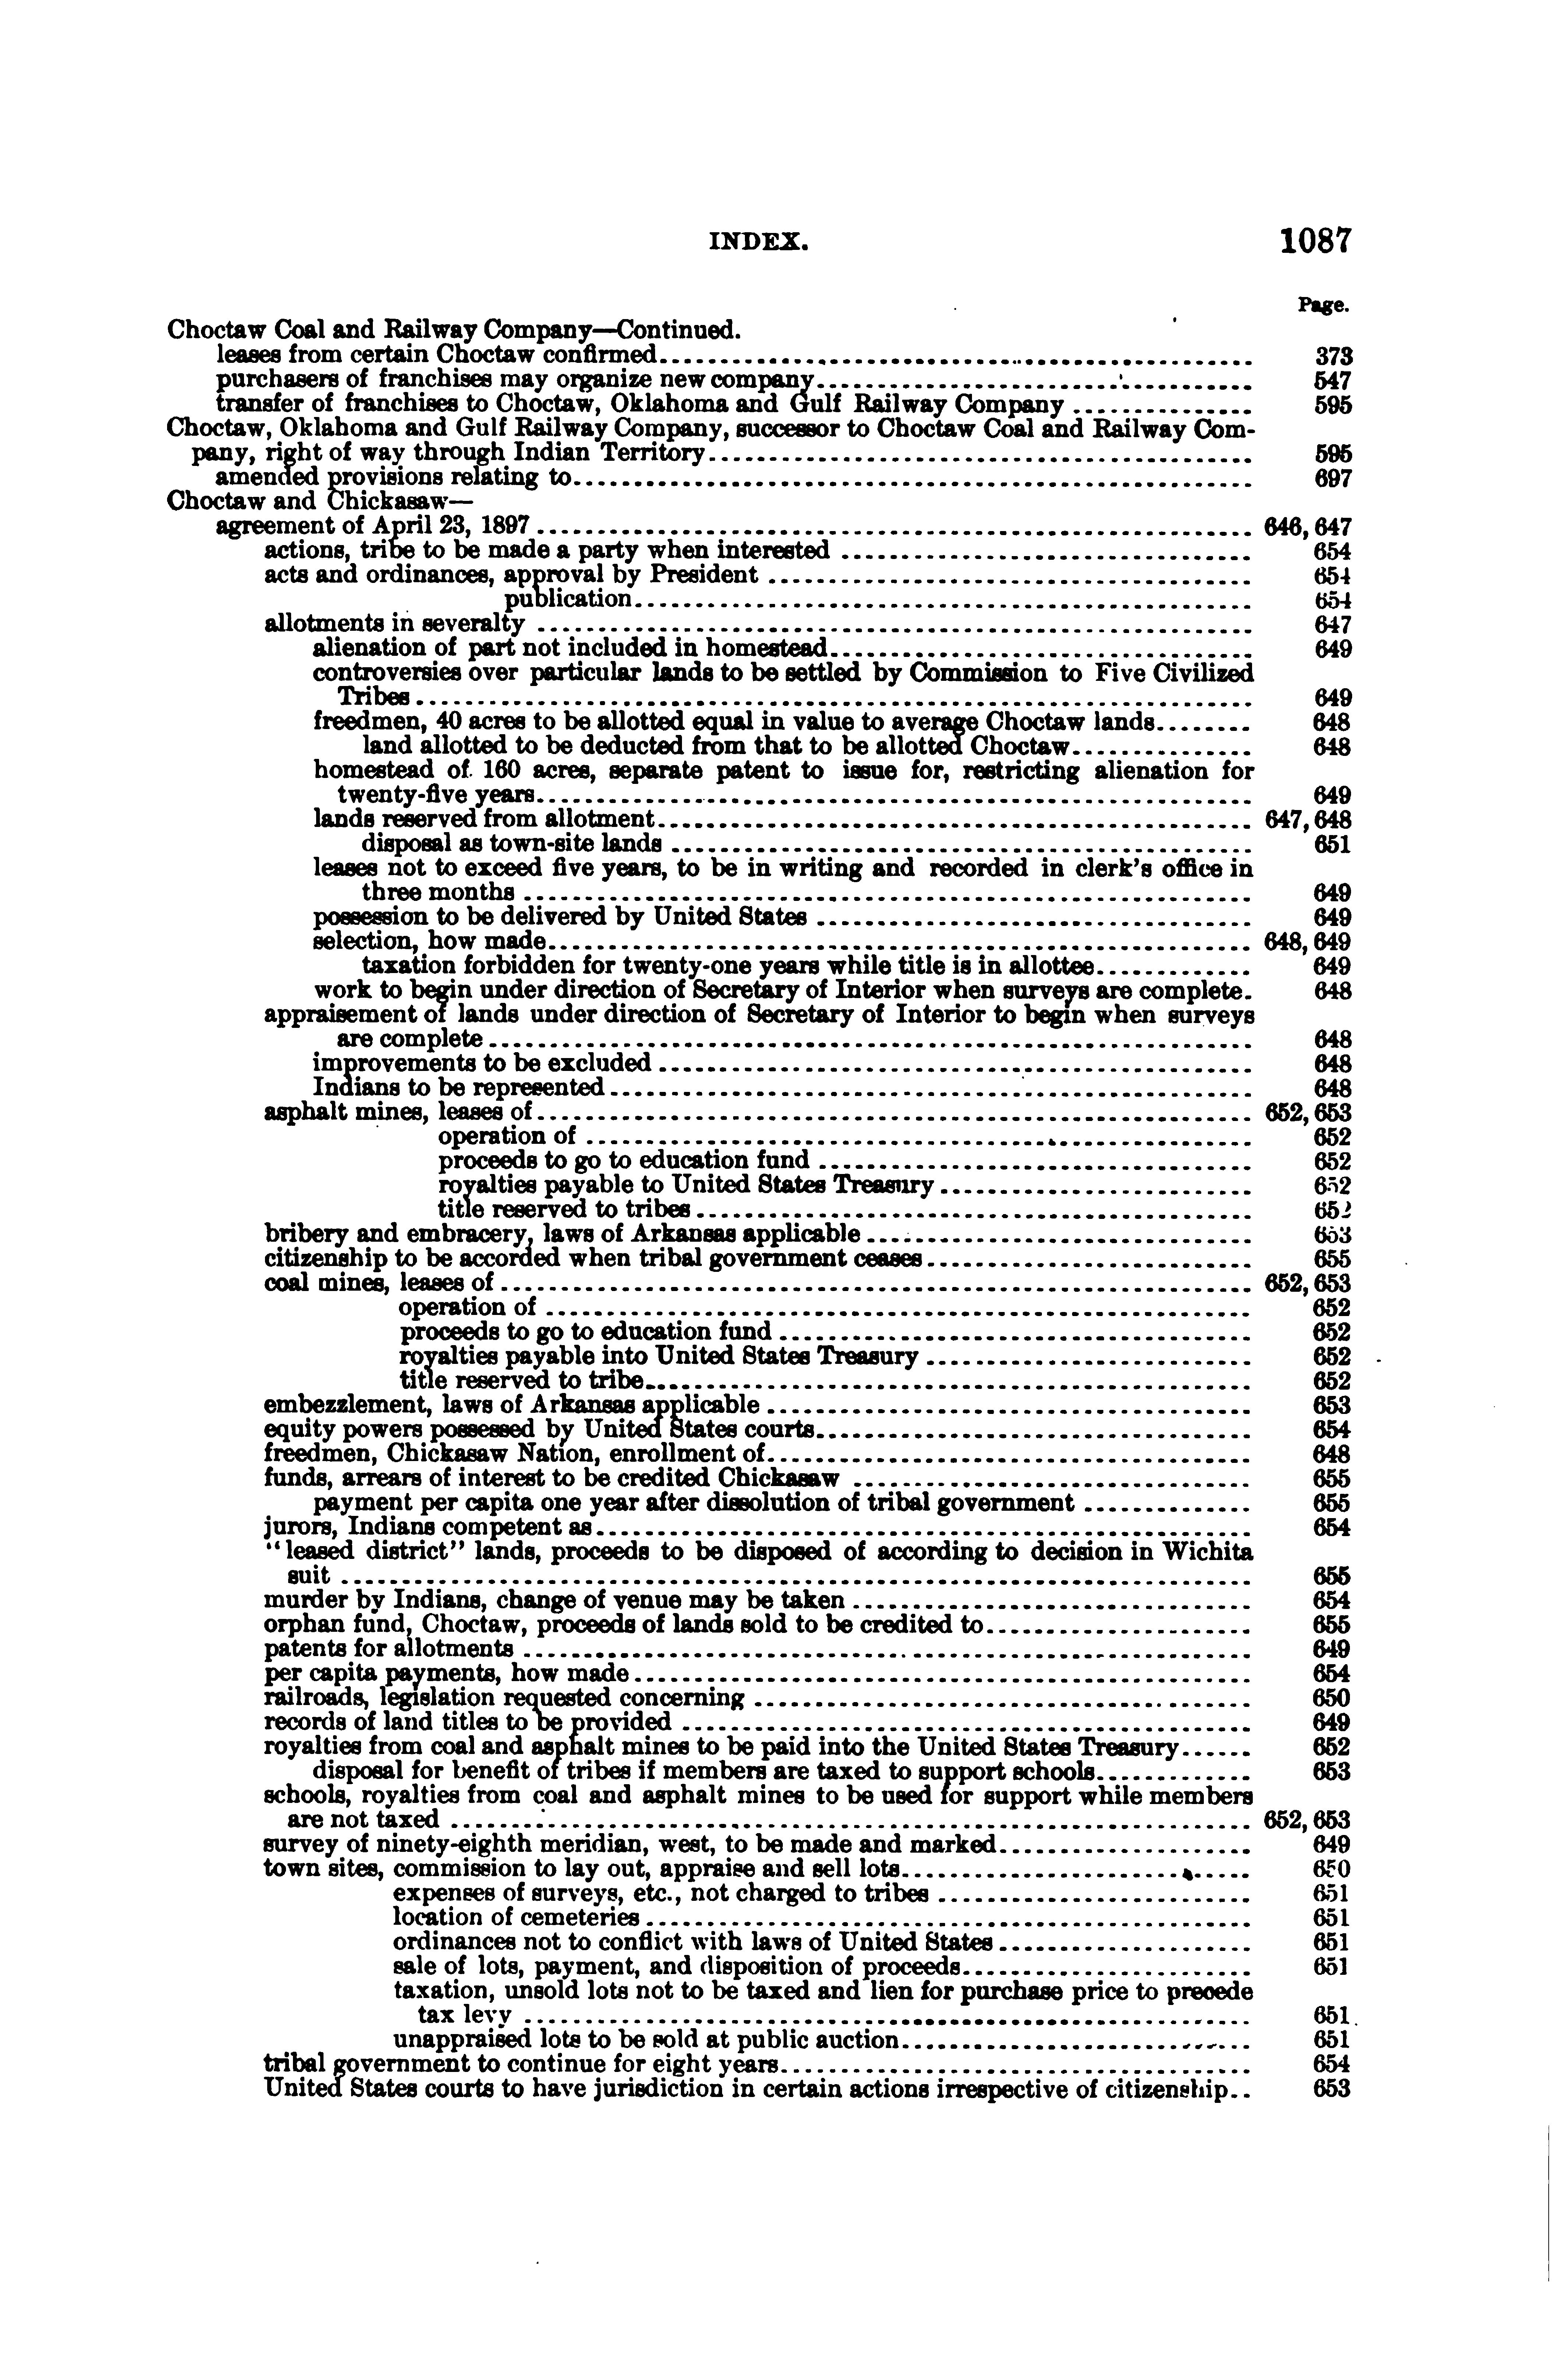 INDEX. 1087
Page.
Choctaw Coal and Railway Company—Continued.
leases from certain Choctaw confirmed 373
purchasers of franchises may organize new company 547
transfer of franchises to Choctaw, Oklahoma and Gulf Railway Company 595
Choctaw, Oklahoma and Gulf Railway Company, successor to Choctaw Coal and Railway Com-
pany, right of way through Indian Territory 595
amended provisions relating to 697
Choctaw and Chickasaw—
agreement of April 23, 1897 646, 647
actions, tribe to be made a party when interested 654
acts and ordinances, approval by President 654
publication 654
allotments in severalty 647
alienation of part not included in homestead 649
controversies over particular lands to be settled by Commission to Five Civilized
Tribes 649
freedmen, 40 acres to be allotted equal in value to average Choctaw lands 648
land allotted to be deducted from that to be allotted Choctaw 648
homestead of 160 acres, separate patent to issue for, restricting alienation for
twenty-five years 649
lands reserved from allotment 647, 648
disposal as town-site lands 651
leases not to exceed five years, to be in writing and recorded in clerk's office in
three months 649
possession to be delivered by United States 649
selection, how made 648, 649
taxation forbidden for twenty-one years while title is in allottee 649
work to begin under direction of Secretary of Interior when surveys are complete. 648
appraisement of lands under direction of Secretary of Interior to begin when surveys
are complete 648
improvements to be excluded 648
Indians to be represented 648
asphalt mines, leases of 652, 653
operation of 652
proceeds to go to education fund 652
royalties payable to United States Treasury 652
title reserved to tribes 652
bribery and embracery, laws of Arkansas applicable 653
citizenship to be accorded when tribal government ceases 655
coal mines, leases of 652, 653
operation of 652
proceeds to go to education fund 652
royalties payable into United States Treasury 652
title reserved to tribe 652
embezzlement, laws of Arkansas applicable 653
equity powers possessed by United States courts 654
freedmen, Chickasaw Nation, enrollment of 648
funds, arrears of interest to be credited Chickasaw 655
payment per capita one year after dissolution of tribal government 655
jurors, Indians competent as 654
"leased district" lands, proceeds to be disposed of according to decision in Wichita
suit 655
murder by Indians, change of venue may be taken 654
orphan fund, Choctaw, proceeds of lands sold to be credited to 655
patents for allotments 649
per capita payments, how made 654
railroads, legislation requested concerning 650
records of land titles to be provided 649
royalties from coal and asphalt mines to be paid into the United States Treasury 652
disposal for benefit of tribes if members are taxed to support schools 653
schools, royalties from coal and asphalt mines to be used for support while members
are not taxed 652, 653
survey of ninety-eighth meridian, west, to be made and marked 649
town sites, commission to lay out, appraise and sell lots 650
expenses of surveys, etc., not charged to tribes 651
location of cemeteries 651
ordinances not to conflict with laws of United States 651
sale of lots, payment, and disposition of proceeds 651
taxation, unsold lots not to be taxed and lien for purchase price to precede
tax levy 651
unappraised lots to be sold at public auction 651
tribal government to continue for eight years 654
United States courts to have jurisdiction in certain actions irrespective of citizenship 653